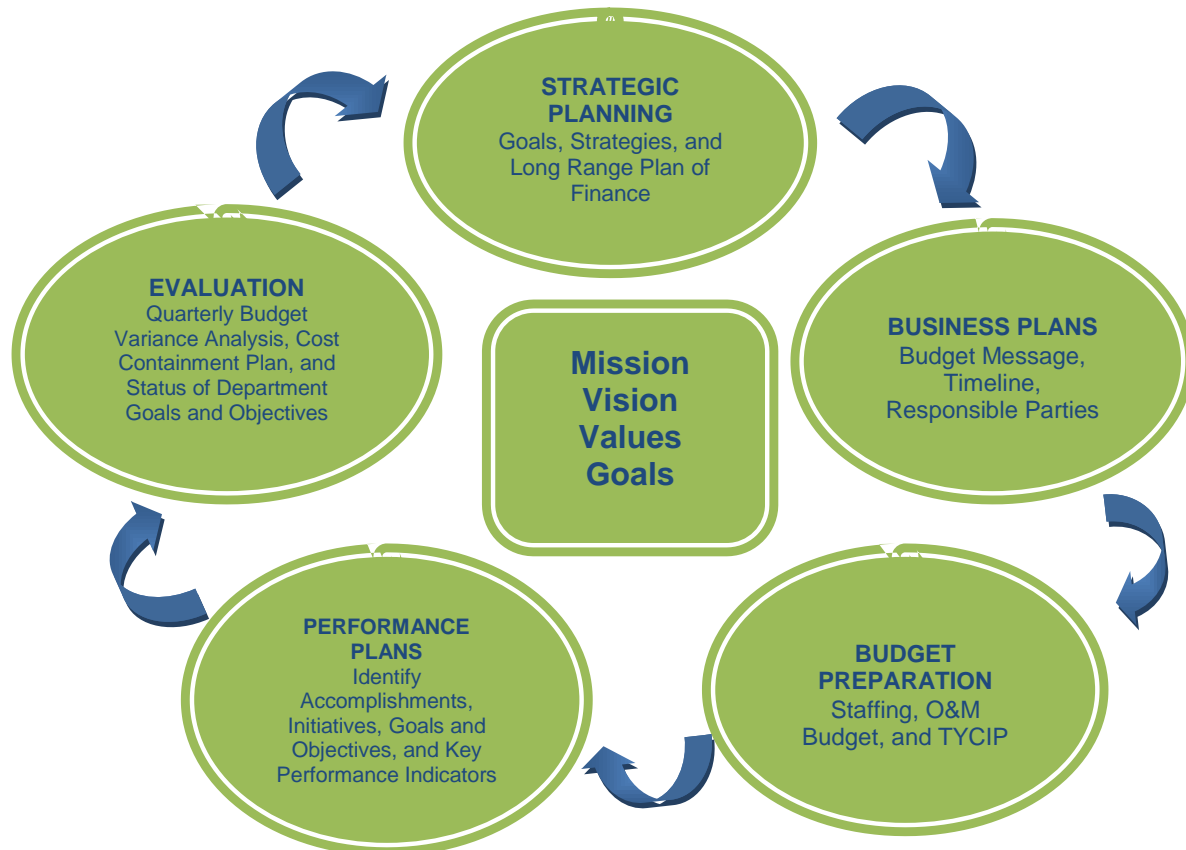 STRATEGIC
PLANNING
Goals, Strategies, and
Long Range Plan of
Finance
EVALUATION
Quarterly Budget
Variance Analysis, Cost
Containment Plan, and
Status of Department
Goals and Objectives
Mission
Vision
Values
Goals
BUSINESS PLANS
Budget Message,
Timeline,
Responsible Parties
PERFORMANCE
PLANS
Identify
Accomplishments,
Initiatives, Goals and
Objectives, and Key
Performance Indicators
BUDGET
PREPARATION
Staffing, O&M
Budget, and TYCIP